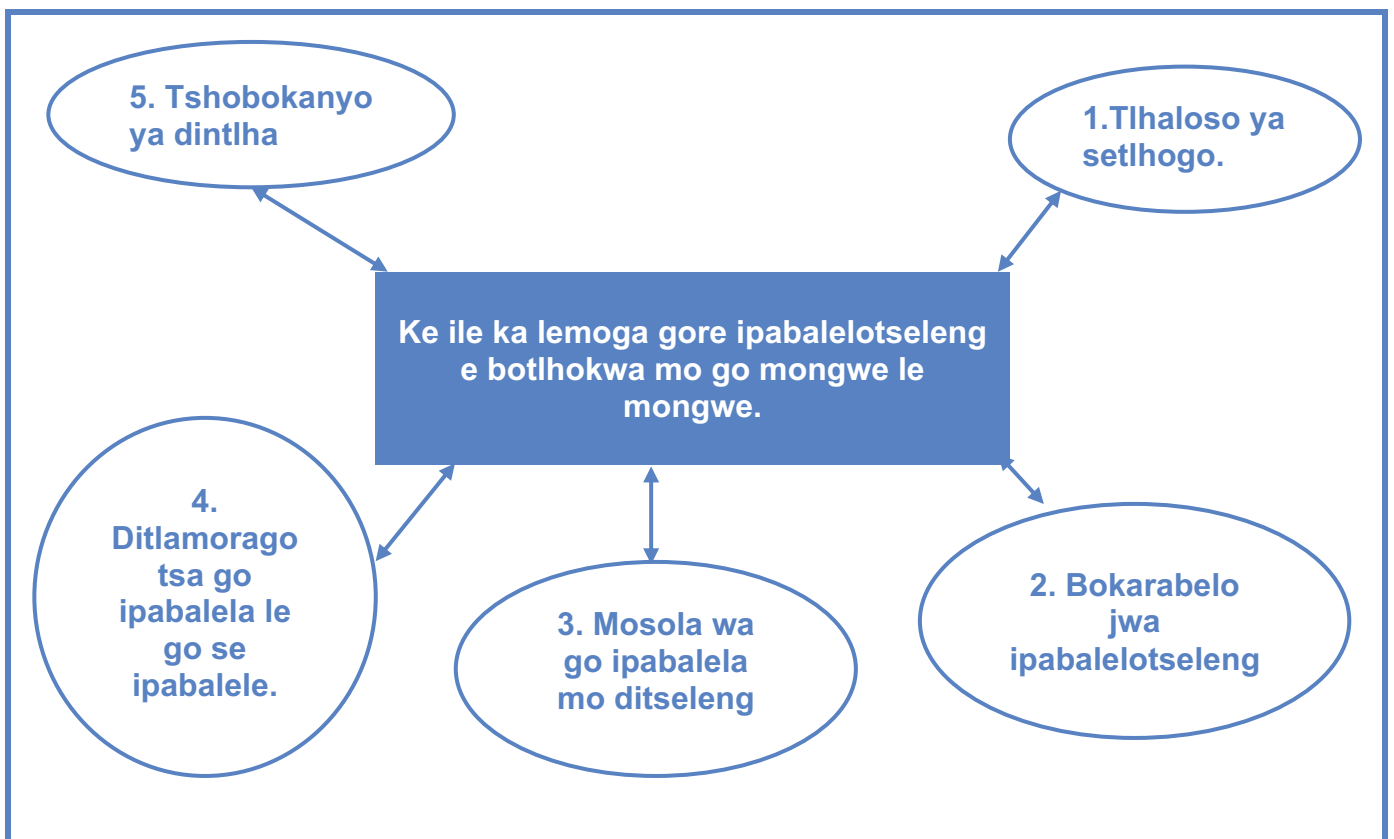 5. Tshobokanyo
ya dintlha
1.Tlhaloso ya
setlhogo.
Ke ile ka lemoga gore ipabalelotseleng
e botlhokwa mo go mongwe le
mongwe.
4.
Ditlamorago
tsa go
ipabalela le
go se
ipabalele.
3. Mosola wa
go ipabalela
mo ditseleng
2. Bokarabelo
jwa
ipabalelotseleng